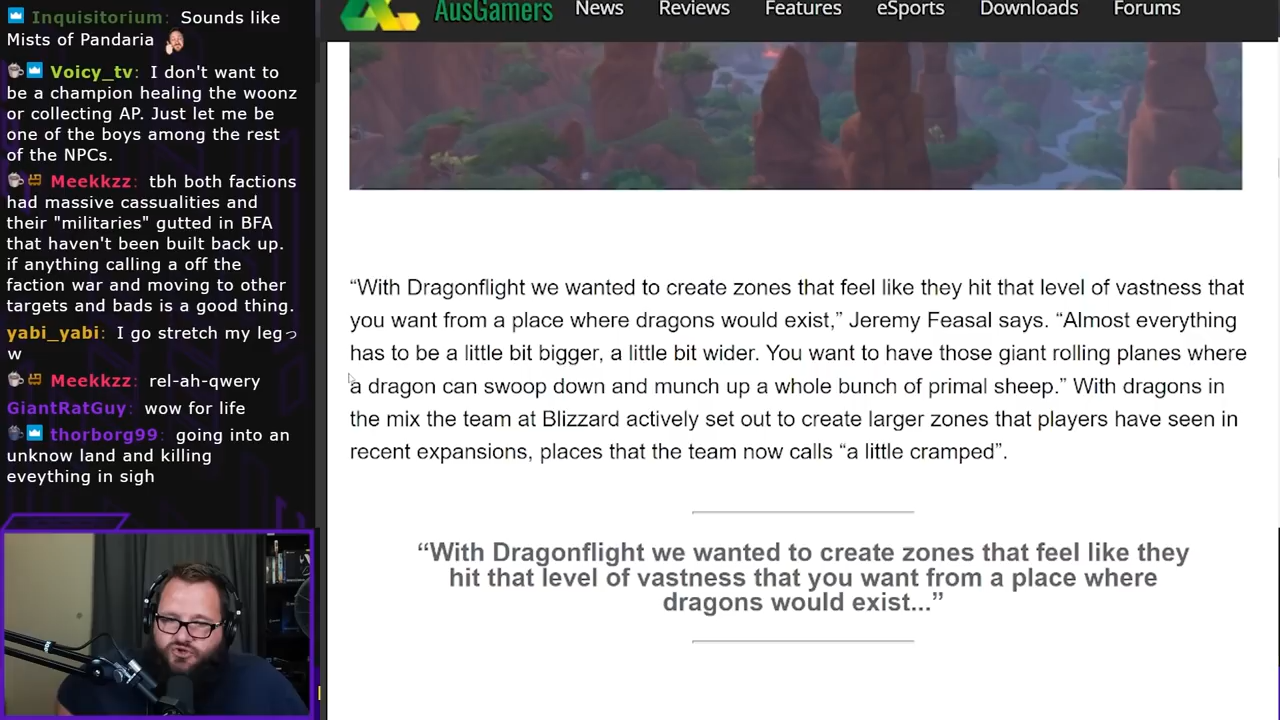 Inquisitorium: Sounds like
Mists of Pandaria
Voicy_tv: I don't want to
be a champion healing the woonz
or collecting AP. Just let me be
one of the boys among the rest
of the NPCs.
Meekkzz: tbh both factions
had massive cassualities and
their "militaries" gutted in BFA
that haven't been built back up.
if anything calling a off the
faction war and moving to other
targets and bads is a good thing.
yabi_yabi: I go stretch my legっ
w
Meekkzz: rel-ah-qwery
GiantRatGuy: wow for life
thorborg99: going into an
unknow land and killing
eveything in sigh
AusGamers
News Reviews Features eSports Downloads Forums
“With Dragonflight we wanted to create zones that feel like they hit that level of vastness that
you want from a place where dragons would exist,” Jeremy Feasal says. “Almost everything
has to be a little bit bigger, a little bit wider. You want to have those giant rolling planes where
a dragon can swoop down and munch up a whole bunch of primal sheep.” With dragons in
the mix the team at Blizzard actively set out to create larger zones that players have seen in
recent expansions, places that the team now calls “a little cramped”.
“With Dragonflight we wanted to create zones that feel like they
hit that level of vastness that you want from a place where
dragons would exist...”